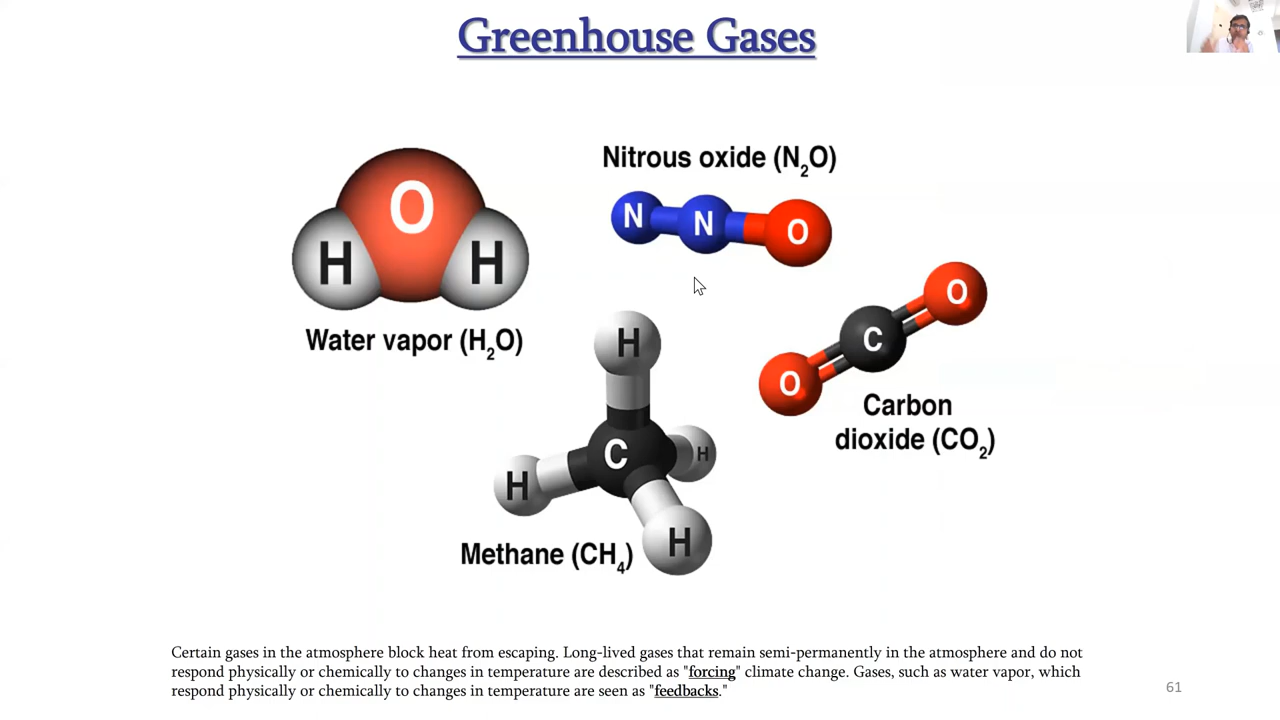 Greenhouse Gases
Nitrous oxide (N₂O)
N N O
O
H H
Water vapor (H₂O)
O
C
O
Carbon
dioxide (CO₂)
H
C
H
H
H
Methane (CH₄)
Certain gases in the atmosphere block heat from escaping. Long-lived gases that remain semi-permanently in the atmosphere and do not
respond physically or chemically to changes in temperature are described as "forcing" climate change. Gases, such as water vapor, which
respond physically or chemically to changes in temperature are seen as "feedbacks."
61